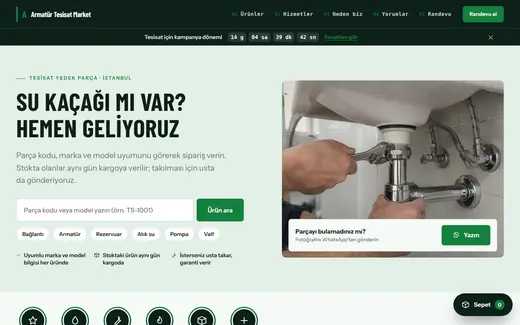 Armatür Tesisat Market
01 Ürünler
02 Hizmetler
03 Neden biz
04 Yorumlar
05 Randevu
Randevu al
Tesisat için kampanya dönemi
14 g
04 sa
39 dk
42 sn
Fırsatları gör
TESİSAT YEDEK PARÇA · İSTANBUL
SU KAÇAĞI MI VAR?
HEMEN GELİYORUZ
Parça kodu, marka ve model uyumunu görerek sipariş verin.
Stokta olanlar aynı gün kargoya verilir; takılması için usta
da gönderiyoruz.
Parça kodu veya model yazın (örn. TS-1001)
Ürün ara
Bağlantı
Armatür
Rezervuar
Atık su
Pompa
Valf
Uyumlu marka ve model
bilgisi her üründe
Stoktaki ürün aynı gün
kargoda
İsterseniz usta takar,
garanti verir
Parçayı bulamadınız mı?
Fotoğrafını WhatsApp'tan gönderin
Yazın
Sepet
0